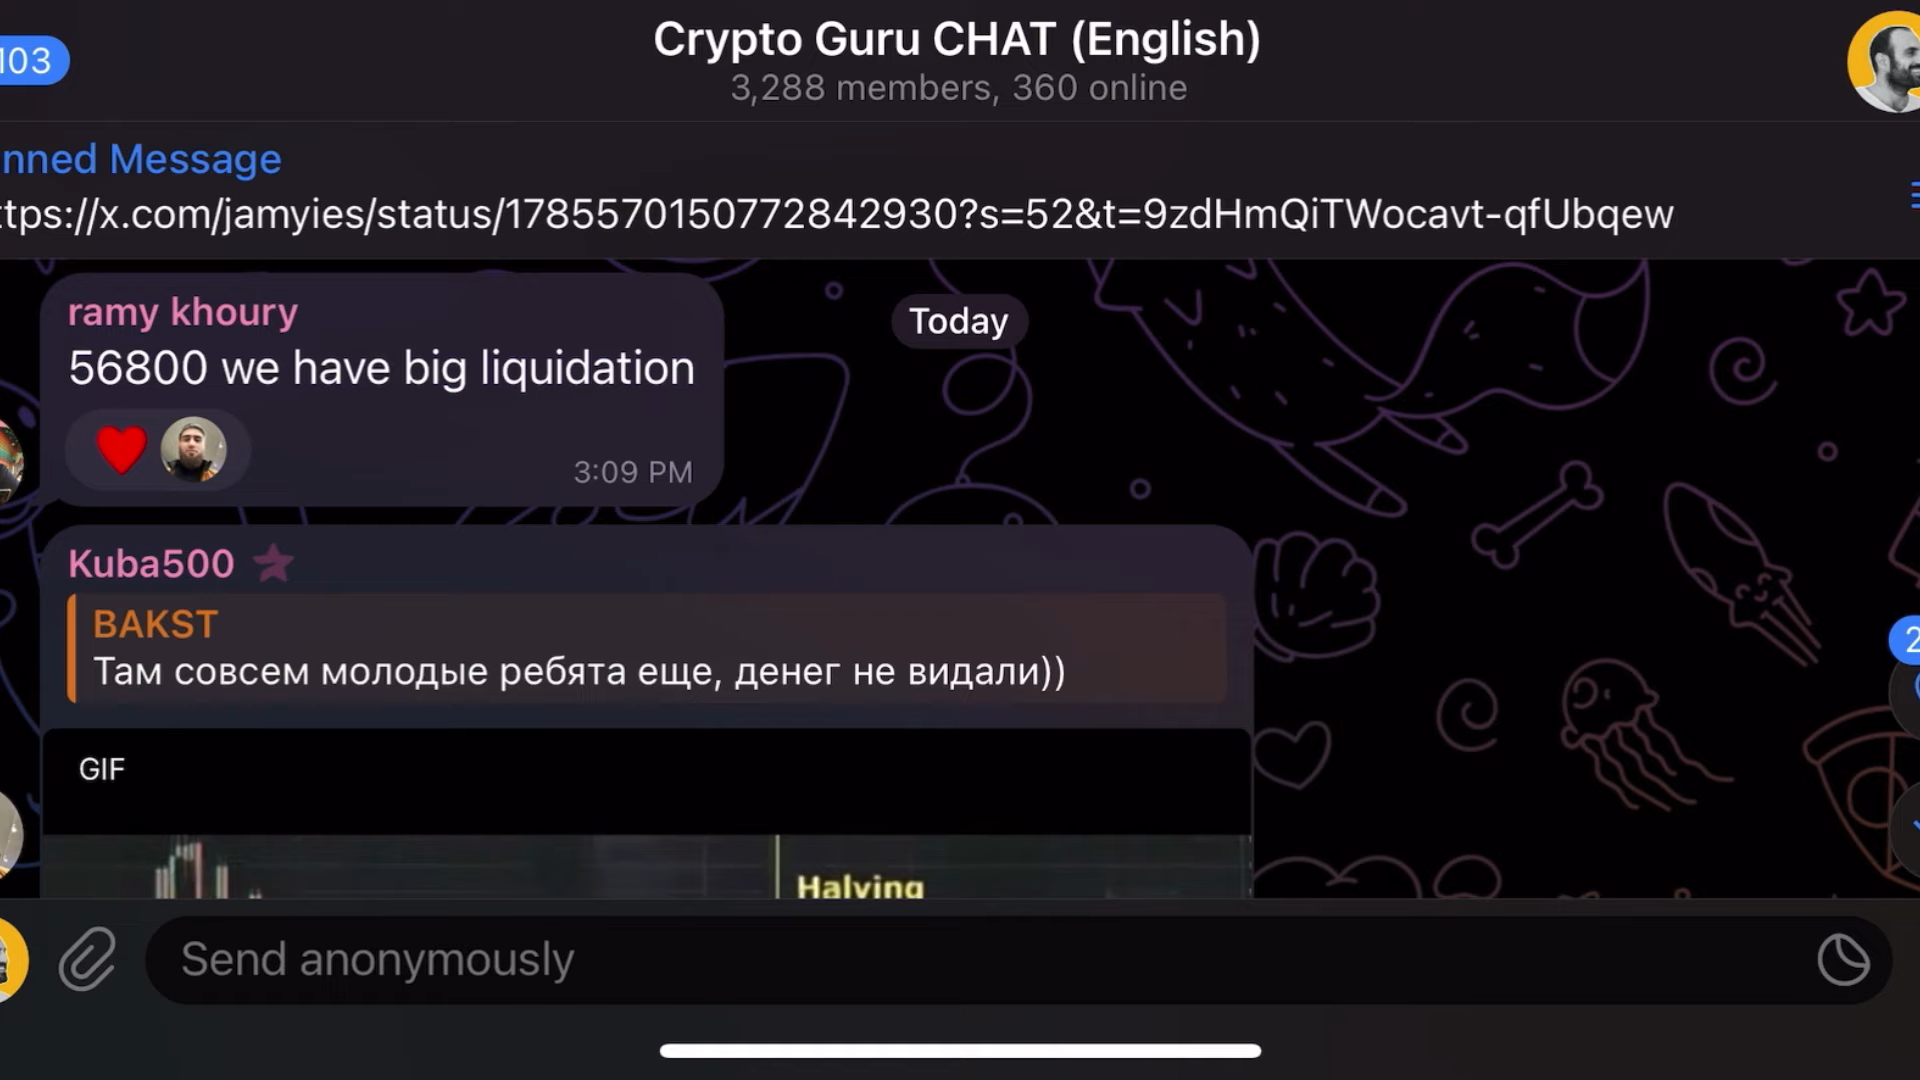 103
Crypto Guru CHAT (English)
3,288 members, 360 online
nned Message
ttps://x.com/jamyies/status/1785570150772842930?s=52&t=9zdHmQiTWocavt-qfUbqew
Today
ramy khoury
56800 we have big liquidation
3:09 PM
Kuba500
BAKST
Там совсем молодые ребята еще, денег не видали))
GIF
Halving
2
Send anonymously